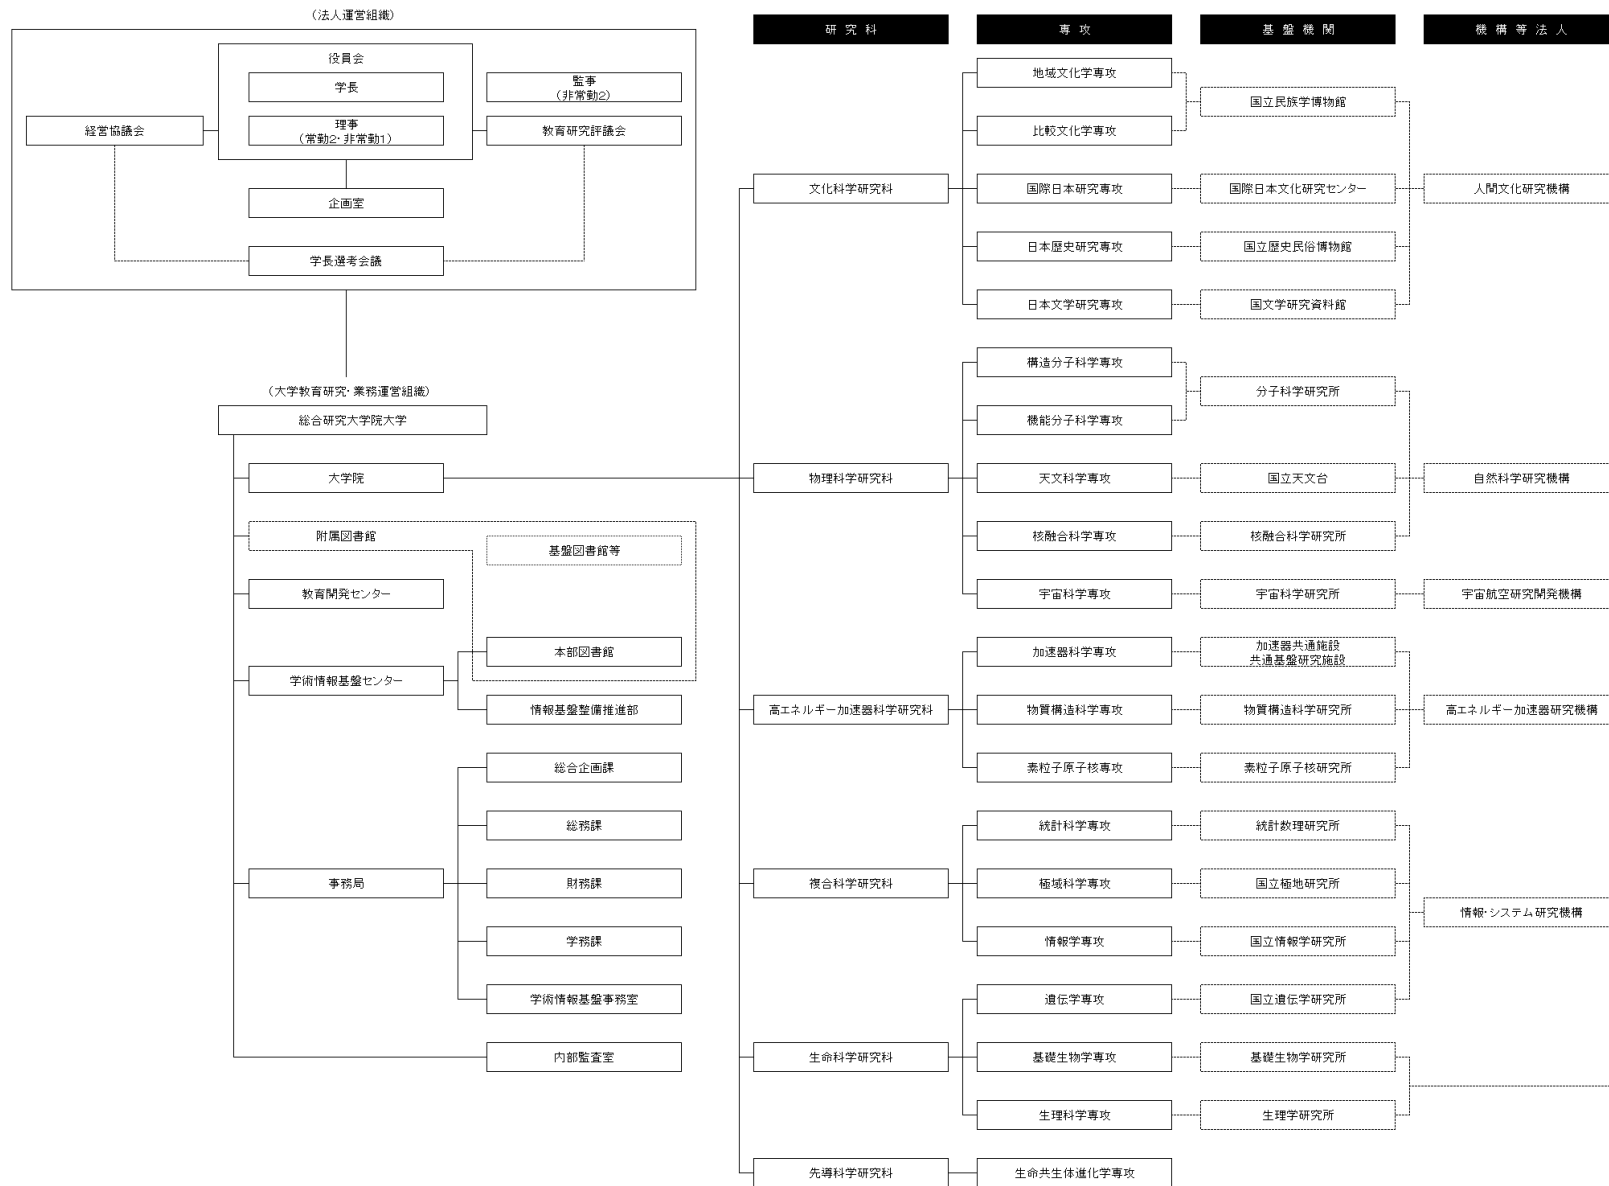 （法人運営組織）
役員会
学長
理事
（常勤2・非常勤1）
監事
（非常勤2）
経営協議会
教育研究評議会
企画室
学長選考会議
（大学教育研究・業務運営組織）
総合研究大学院大学
大学院
附属図書館
基盤図書館等
教育開発センター
本部図書館
学術情報基盤センター
情報基盤整備推進部
総合企画課
総務課
事務局
財務課
学務課
学術情報基盤事務室
内部監査室
研究科
専攻
基盤機関
機構等法人
地域文化学専攻
国立民族学博物館
比較文化学専攻
文化科学研究科
国際日本研究専攻
国際日本文化研究センター
人間文化研究機構
日本歴史研究専攻
国立歴史民俗博物館
日本文学研究専攻
国文学研究資料館
構造分子科学専攻
分子科学研究所
機能分子科学専攻
物理科学研究科
天文科学専攻
国立天文台
自然科学研究機構
核融合科学専攻
核融合科学研究所
宇宙科学専攻
宇宙科学研究所
宇宙航空研究開発機構
加速器科学専攻
加速器共通施設
共通基盤研究施設
高エネルギー加速器科学研究科
物質構造科学専攻
物質構造科学研究所
高エネルギー加速器研究機構
素粒子原子核専攻
素粒子原子核研究所
統計科学専攻
統計数理研究所
複合科学研究科
極域科学専攻
国立極地研究所
情報・システム研究機構
情報学専攻
国立情報学研究所
遺伝学専攻
国立遺伝学研究所
生命科学研究科
基礎生物学専攻
基礎生物学研究所
生理科学専攻
生理学研究所
先導科学研究科
生命共生体進化学専攻